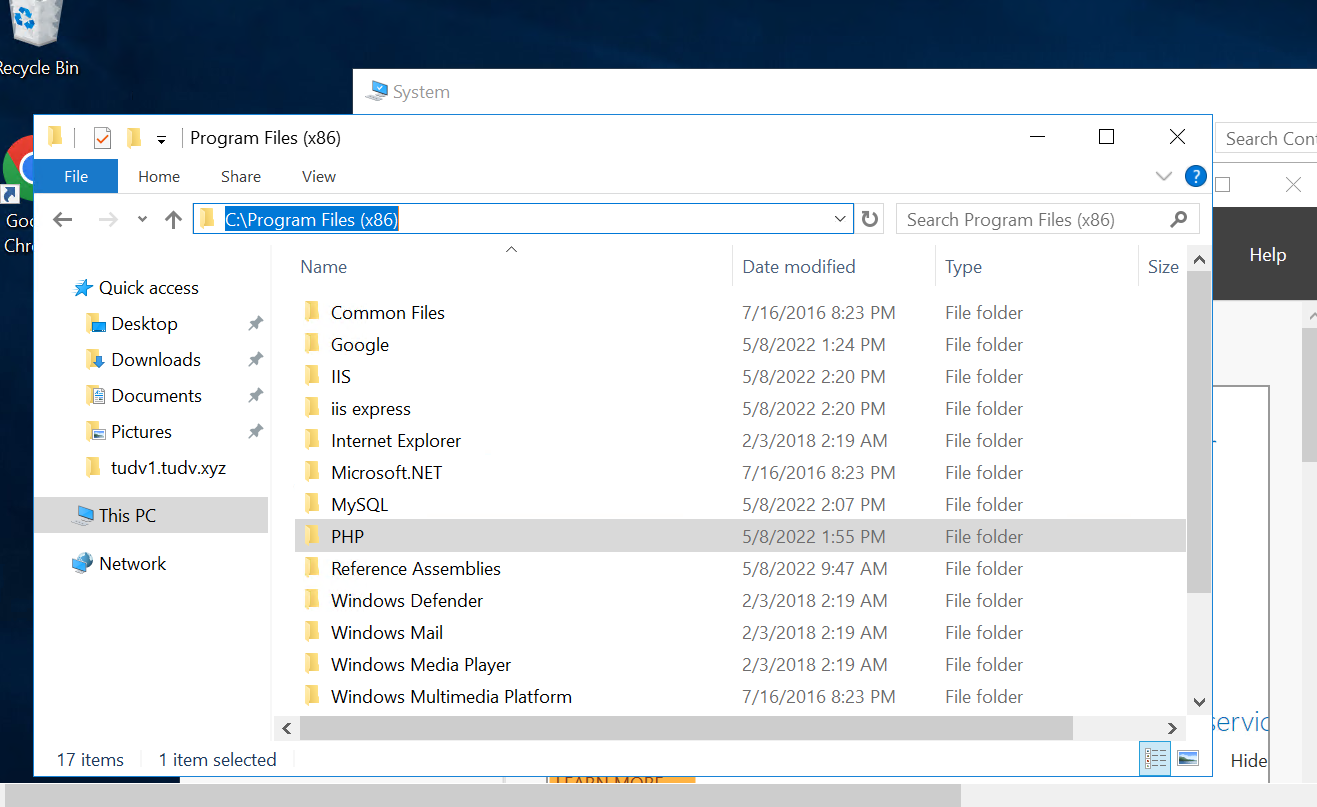 Recycle Bin
System
Program Files (x86)
Search Con
File Home Share View
?
C:\Program Files (x86)
Search Program Files (x86)
Goo
Chr
Help
Name Date modified Type Size
Quick access
Desktop
Downloads
Documents
Pictures
tudv1.tudv.xyz
This PC
Network
Common Files 7/16/2016 8:23 PM File folder
Google 5/8/2022 1:24 PM File folder
IIS 5/8/2022 2:20 PM File folder
iis express 5/8/2022 2:20 PM File folder
Internet Explorer 2/3/2018 2:19 AM File folder
Microsoft.NET 7/16/2016 8:23 PM File folder
MySQL 5/8/2022 2:07 PM File folder
PHP 5/8/2022 1:55 PM File folder
Reference Assemblies 5/8/2022 9:47 AM File folder
Windows Defender 2/3/2018 2:19 AM File folder
Windows Mail 2/3/2018 2:19 AM File folder
Windows Media Player 2/3/2018 2:19 AM File folder
Windows Multimedia Platform 7/16/2016 8:23 PM File folder
servic
17 items 1 item selected
Hide
LEARN MORE